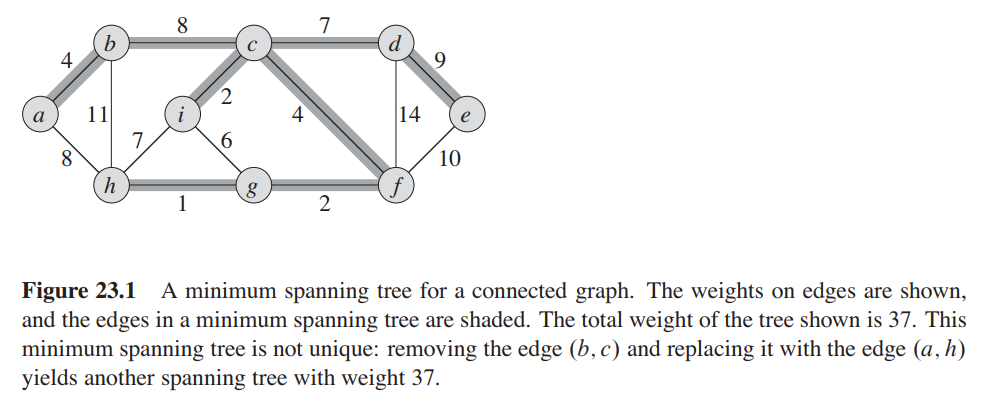 8 7
b c d
4 9
2
a 11 i 4 14 e
7 6
8 10
h g f
1 2
Figure 23.1 A minimum spanning tree for a connected graph. The weights on edges are shown,
and the edges in a minimum spanning tree are shaded. The total weight of the tree shown is 37. This
minimum spanning tree is not unique: removing the edge (b, c) and replacing it with the edge (a, h)
yields another spanning tree with weight 37.